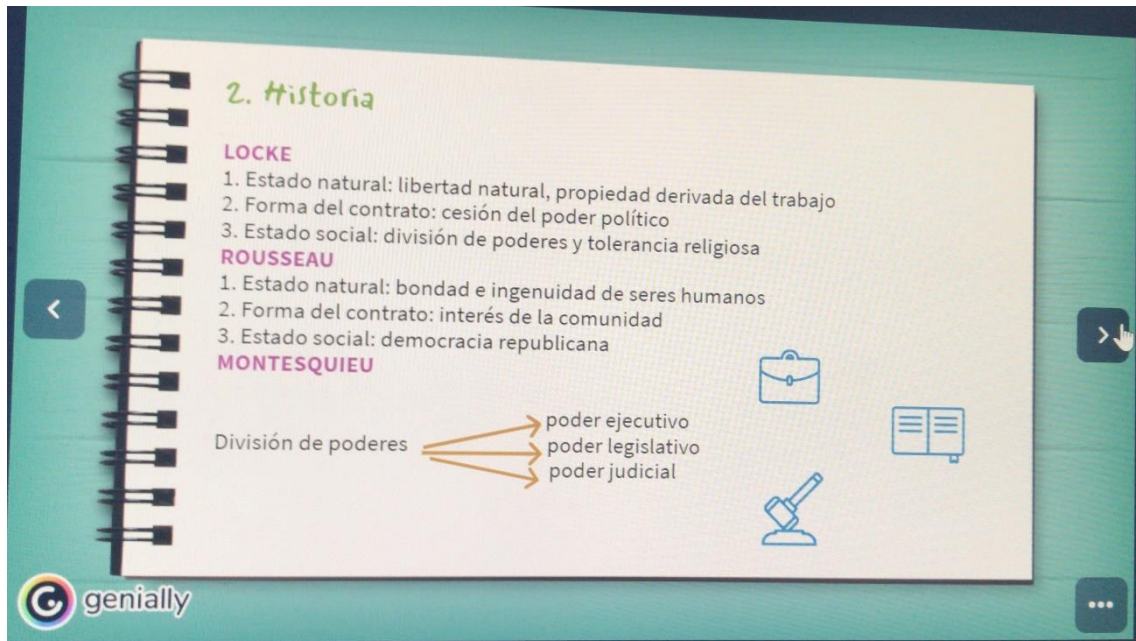 2. Historia
LOCKE
1. Estado natural: libertad natural, propiedad derivada del trabajo
2. Forma del contrato: cesión del poder político
3. Estado social: división de poderes y tolerancia religiosa
ROUSSEAU
1. Estado natural: bondad e ingenuidad de seres humanos
2. Forma del contrato: interés de la comunidad
3. Estado social: democracia republicana
MONTESQUIEU
División de poderes
poder ejecutivo
poder legislativo
poder judicial
genially